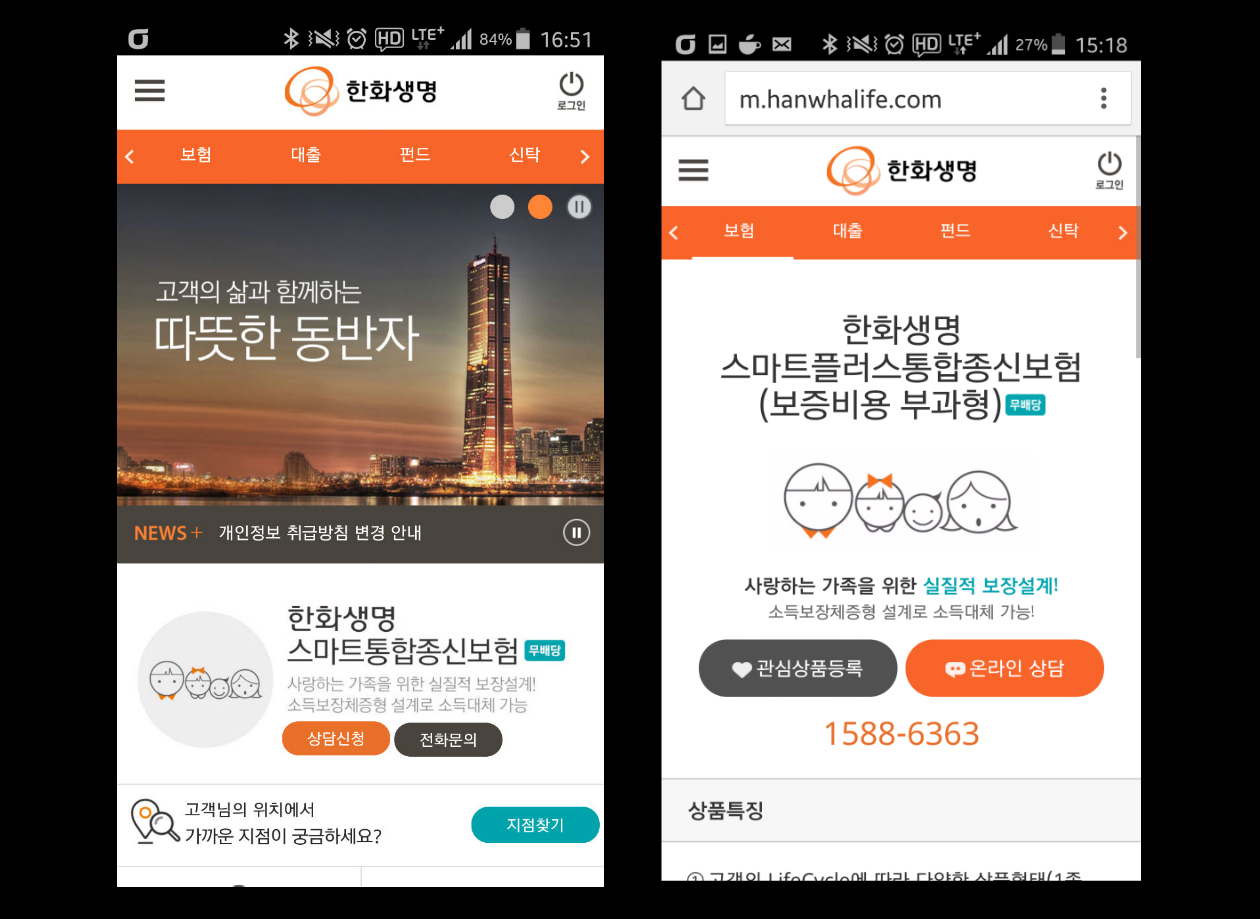 HD LTE+ 84% 16:51
한화생명
로그인
보험 대출 펀드 신탁
고객의 삶과 함께하는
따뜻한 동반자
NEWS + 개인정보 취급방침 변경 안내
한화생명
스마트통합종신보험 무배당
사랑하는 가족을 위한 실질적 보장설계!
소득보장체증형 설계로 소득대체 가능
상담신청 전화문의
고객님의 위치에서
가까운 지점이 궁금하세요?
지점찾기
HD LTE+ 27% 15:18
m.hanwhalife.com
한화생명
로그인
보험 대출 펀드 신탁
한화생명
스마트플러스통합종신보험
(보증비용 부과형) 무배당
사랑하는 가족을 위한 실질적 보장설계!
소득보장체증형 설계로 소득대체 가능!
관심상품등록 온라인 상담
1588-6363
상품특징
① 고객의 LifeCycle에 따라 다양한 상품형태(1종